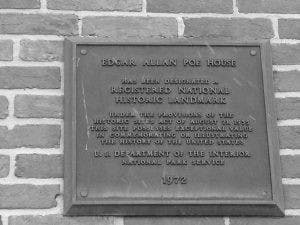 EDGAR ALLAN POE HOUSE
HAS BEEN DESIGNATED A
REGISTERED NATIONAL
HISTORIC LANDMARK
UNDER THE PROVISIONS OF THE
HISTORIC SITES ACT OF AUGUST 21, 1935
THIS SITE POSSESSES EXCEPTIONAL VALUE
IN COMMEMORATING OR ILLUSTRATING
THE HISTORY OF THE UNITED STATES
U. S. DEPARTMENT OF THE INTERIOR
NATIONAL PARK SERVICE
1972